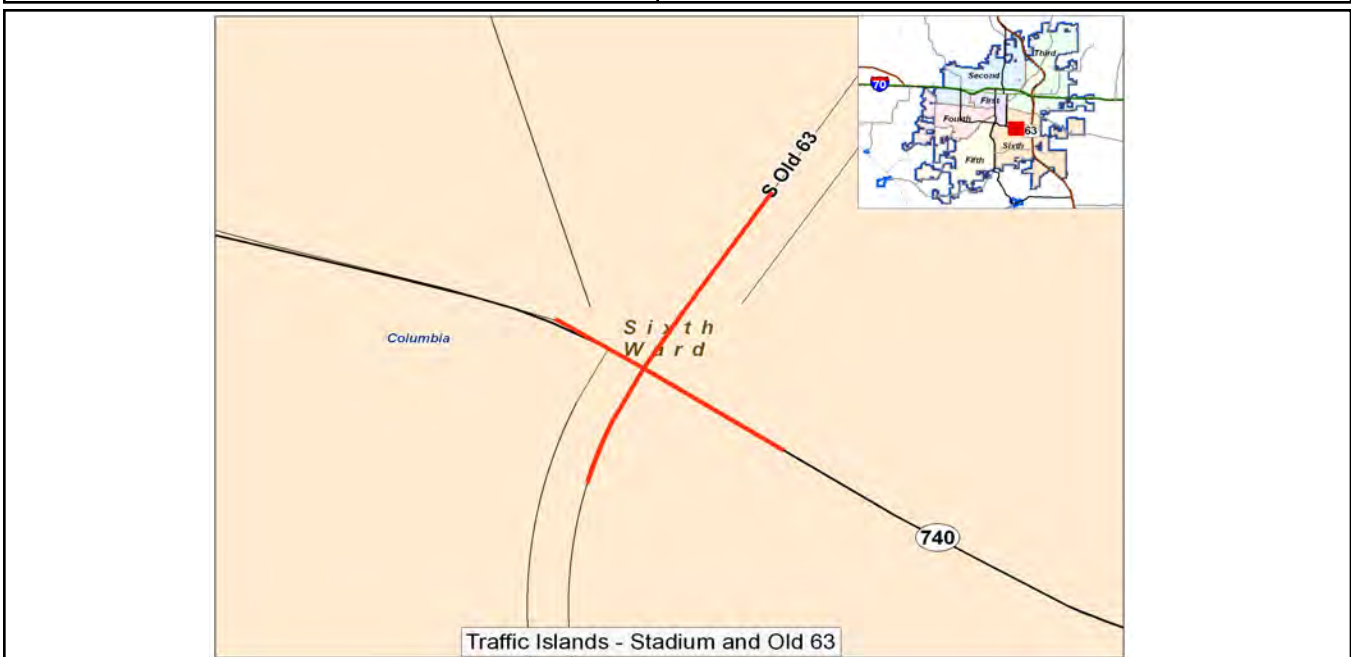 Third
Second
70
First
Fourth
63
Sixth
Fifth
S Old 63
Sixth
Ward
Columbia
740
Traffic Islands - Stadium and Old 63